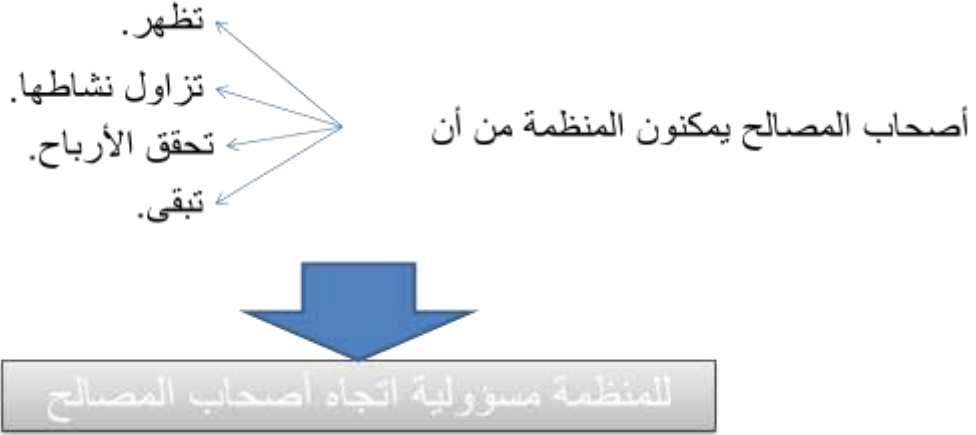 أصحاب المصالح يمكنون المنظمة من أن
تظهر.
تزاول نشاطها.
تحقق الأرباح.
تبقى.
للمنظمة مسؤولية اتجاه أصحاب المصالح